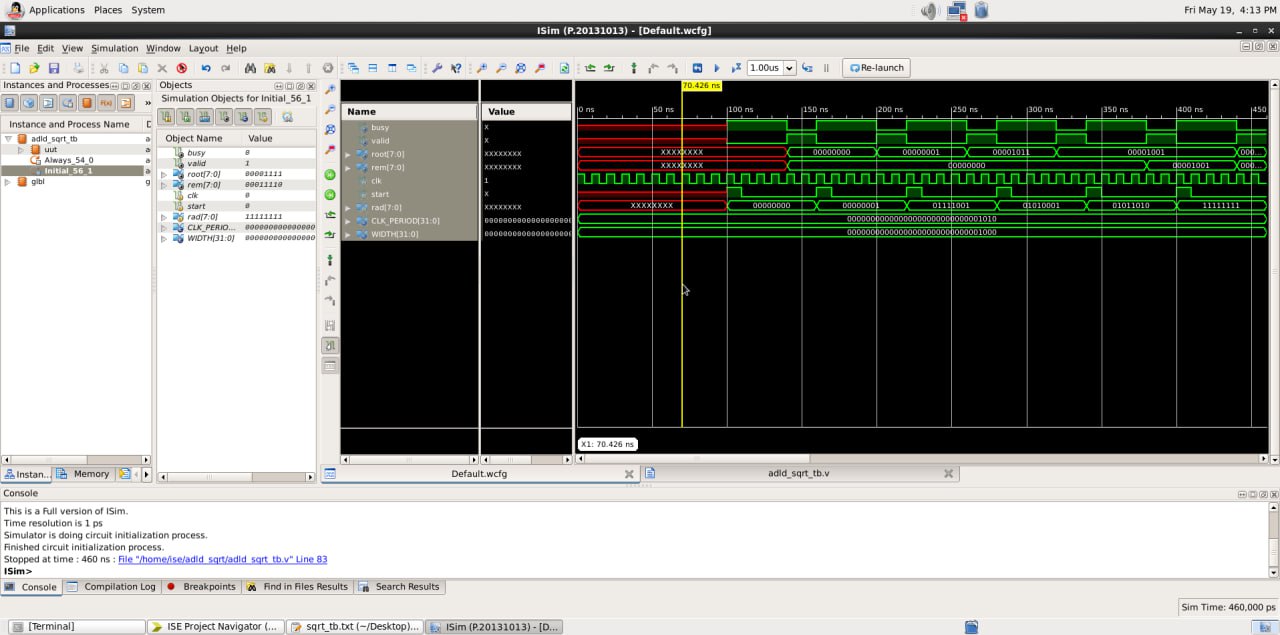 Applications Places System
Fri May 19, 4:13 PM
ISim (P.20131013) - [Default.wcfg]
File Edit View Simulation Window Layout Help
1.00us
Re-launch
Instances and Processes
Objects
Simulation Objects for Initial_56_1
Instance and Process Name
adld_sqrt_tb
uut
Always_54_0
Initial_56_1
glbl
Object Name Value
busy 0
valid 1
root[7:0] 00001111
rem[7:0] 00011110
clk 0
start 0
rad[7:0] 11111111
CLK_PERIO... 00000000000000
WIDTH[31:0] 00000000000000
Name Value
busy x
valid x
root[7:0] xxxxxxxx
rem[7:0] xxxxxxxx
clk 1
start x
rad[7:0] xxxxxxxx
CLK_PERIOD[31:0]
WIDTH[31:0]
70.426 ns
0 ns 50 ns 100 ns 150 ns 200 ns 250 ns 300 ns 350 ns 400 ns 450
XXXXXXXX 00000000 00000001 00001011 00001001 000...
XXXXXXXX 00000000 00001001 000...
XXXXXXXX 00000000 00000001 01111001 01010001 01011010 11111111
00000000000000000000000000001010
00000000000000000000000000001000
X1: 70.426 ns
Instan... Memory
Default.wcfg
adld_sqrt_tb.v
Console
This is a Full version of ISim.
Time resolution is 1 ps
Simulator is doing circuit initialization process.
Finished circuit initialization process.
Stopped at time : 460 ns : File "/home/ise/adld_sqrt/adld_sqrt_tb.v" Line 83
ISim>
Console Compilation Log Breakpoints Find in Files Results Search Results
Sim Time: 460,000 ps
[Terminal] ISE Project Navigator (... sqrt_tb.txt (~/Desktop)... ISim (P.20131013) - [D...